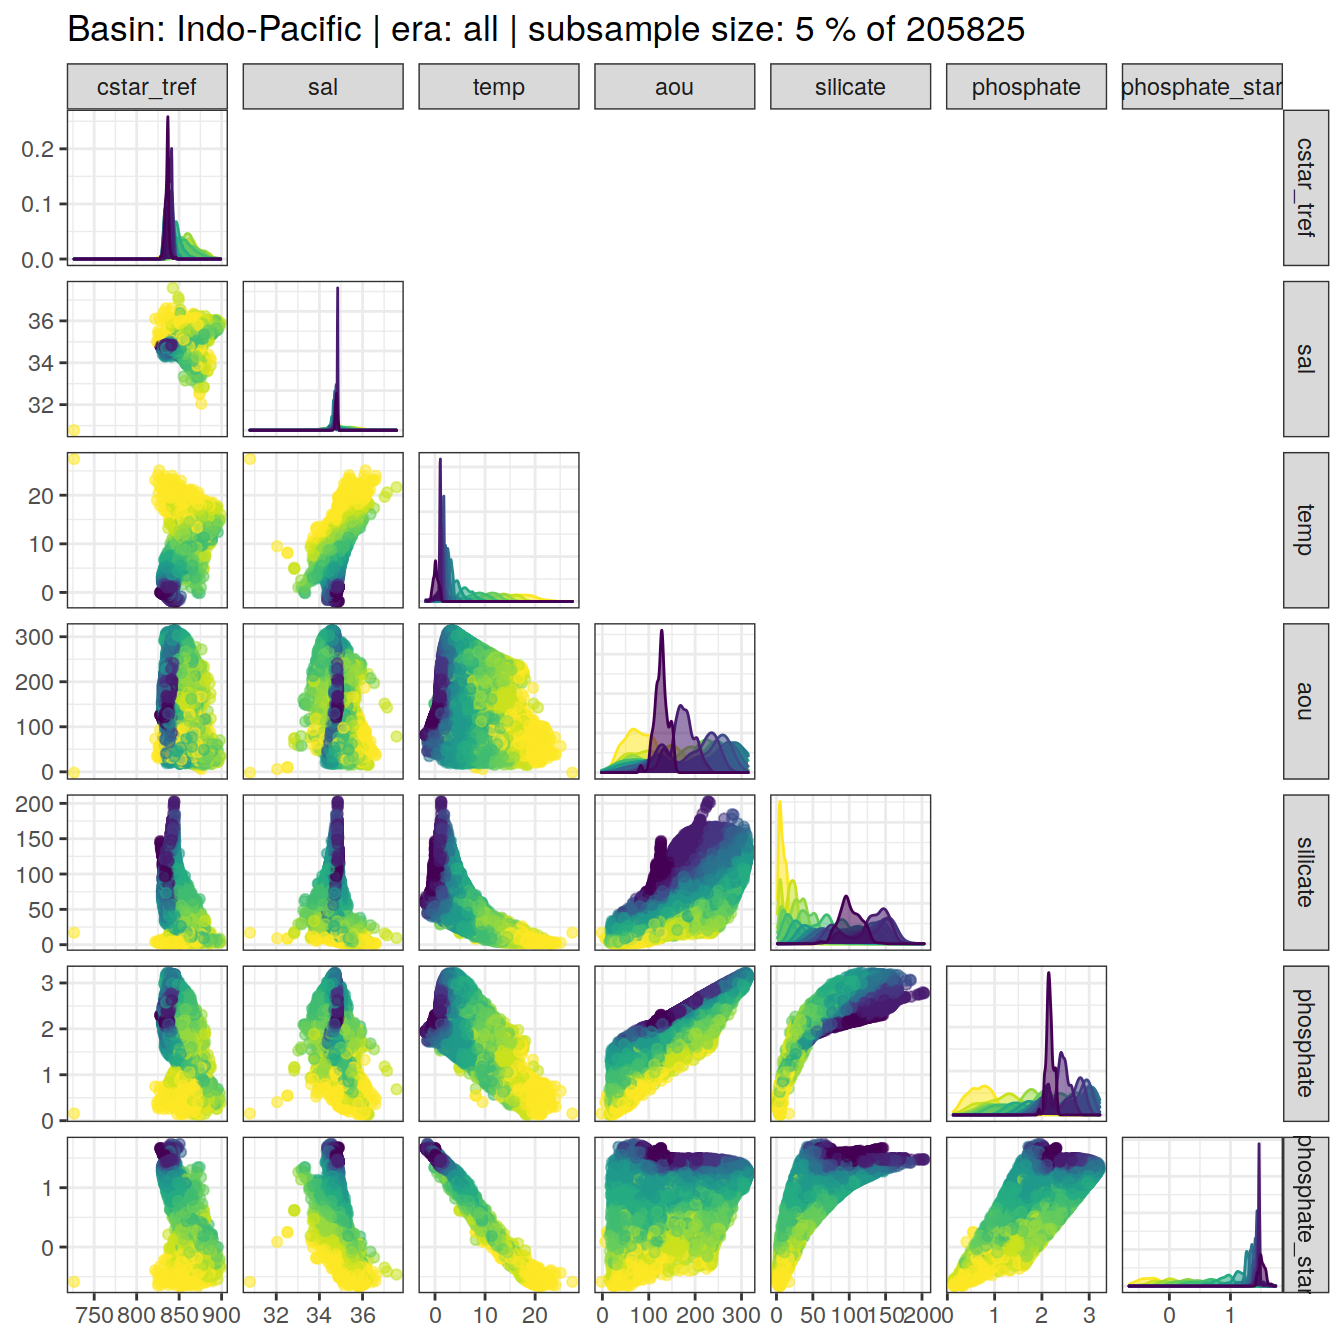 Basin: Indo-Pacific | era: all | subsample size: 5 % of 205825
cstar_tref sal temp aou silicate phosphate phosphate_star
0.2
0.1
0.0
cstar_tref
36
34
32
sal
20
10
0
temp
300
200
100
0
aou
200
150
100
50
0
silicate
3
2
1
0
phosphate
1
0
phosphate_star
750 800 850 900 32 34 36 0 10 20 0 100 200 300 0 50 100 150 200 0 1 2 3 0 1